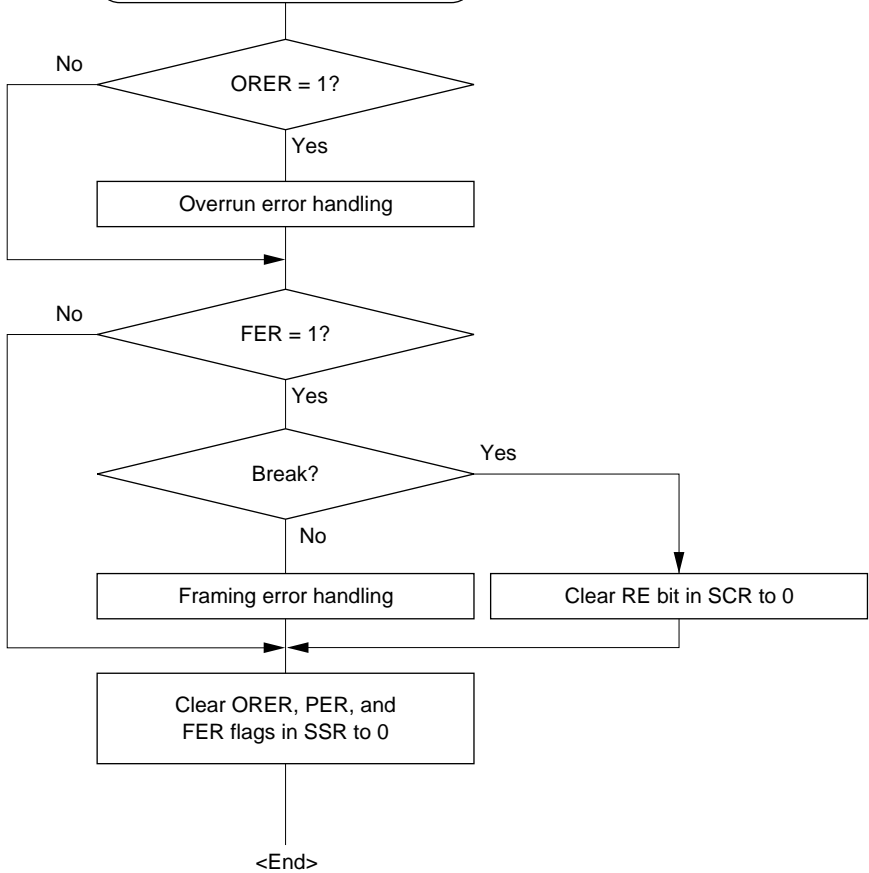 No
ORER = 1?
Yes
Overrun error handling
No
FER = 1?
Yes
Yes
Break?
No
Framing error handling
Clear RE bit in SCR to 0
Clear ORER, PER, and
FER flags in SSR to 0
<End>